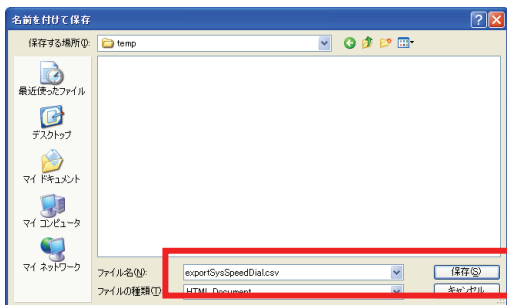 名前を付けて保存
保存する場所(I):
temp
最近使ったファイル
デスクトップ
マイ ドキュメント
マイ コンピュータ
マイ ネットワーク
ファイル名(N):
exportSysSpeedDial.csv
保存(S)
ファイルの種類(T):
HTML Document
キャンセル